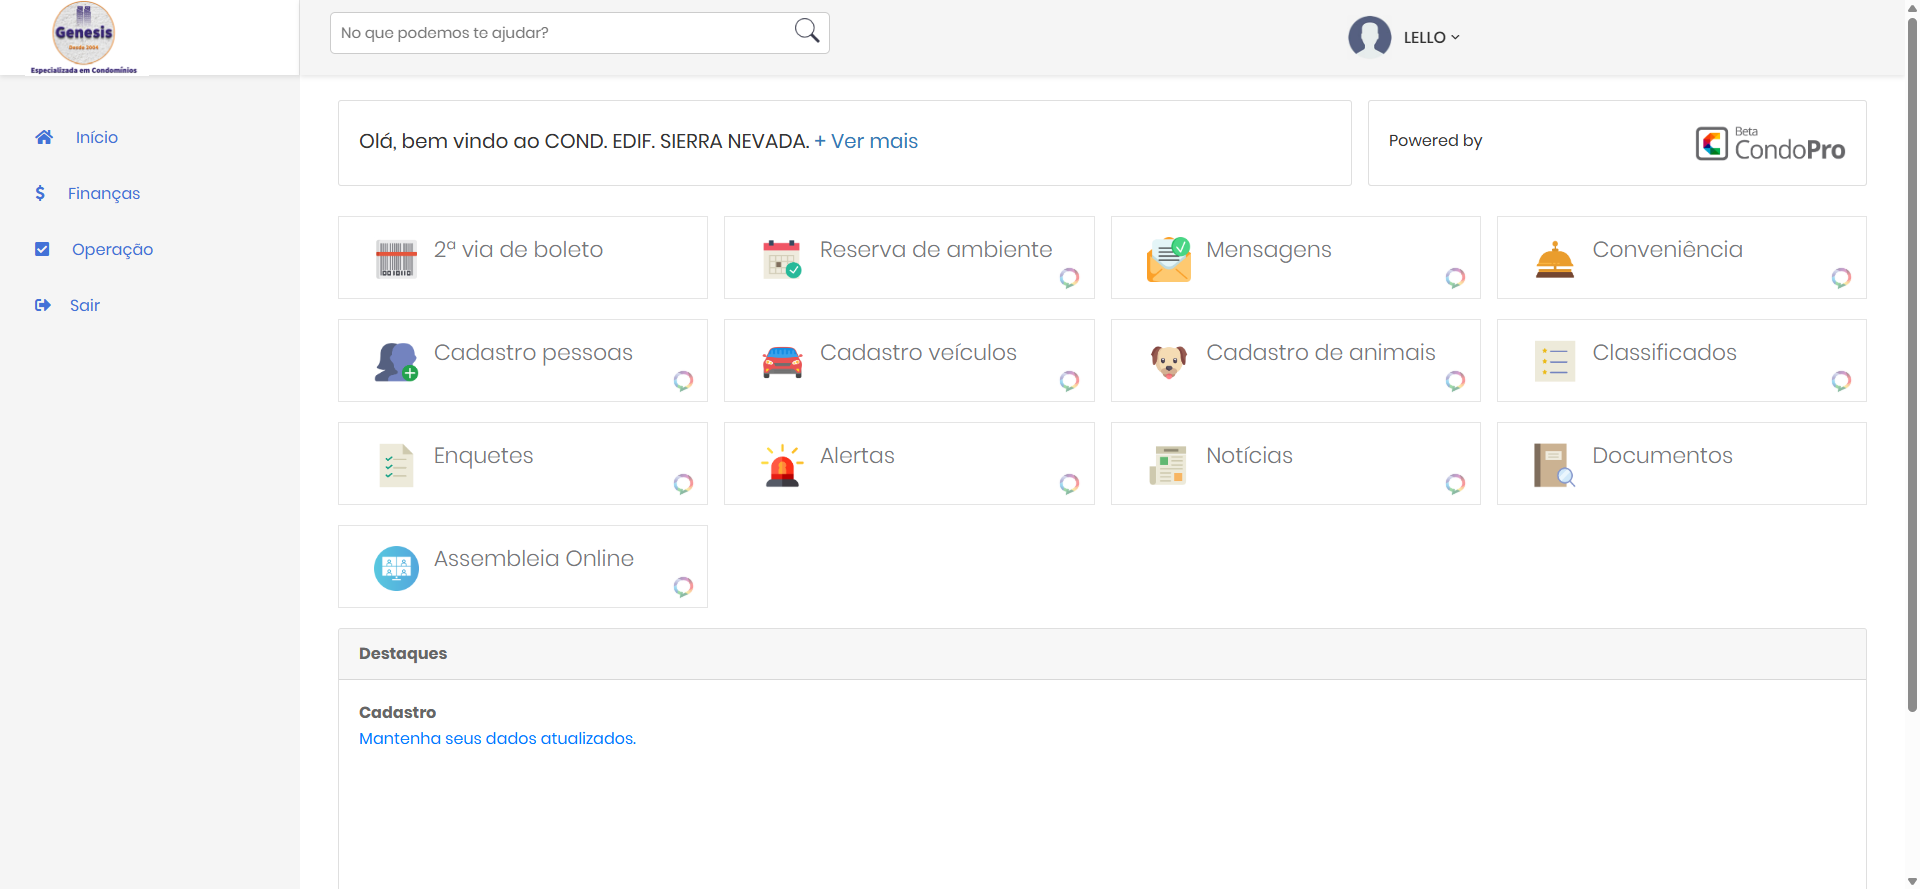 Genesis
Desde 2004
Especializada em Condomínios
No que podemos te ajudar?
LELLO
Início
Finanças
Operação
Sair
Olá, bem vindo ao COND. EDIF. SIERRA NEVADA. + Ver mais
Powered by
Beta
CondoPro
2ª via de boleto
Reserva de ambiente
Mensagens
Conveniência
Cadastro pessoas
Cadastro veículos
Cadastro de animais
Classificados
Enquetes
Alertas
Notícias
Documentos
Assembleia Online
Destaques
Cadastro
Mantenha seus dados atualizados.